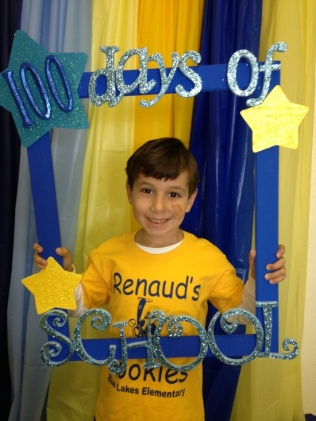 100 days of
Renaud's
SCHOOL
ookies
Lakes Elementary